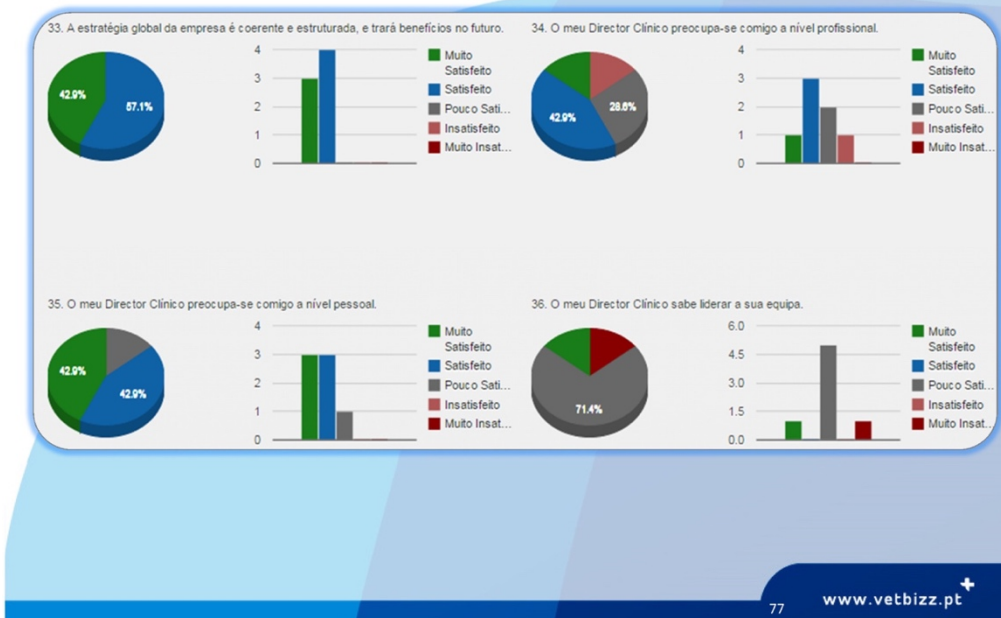 33. A estratégia global da empresa é coerente e estruturada, e trará benefícios no futuro.
42.9%
57.1%
4
3
2
1
0
Muito
Satisfeito
Satisfeito
Pouco Sati...
Insatisfeito
Muito Insat...
34. O meu Director Clínico preocupa-se comigo a nível profissional.
42.9%
28.6%
4
3
2
1
0
Muito
Satisfeito
Satisfeito
Pouco Sati...
Insatisfeito
Muito Insat...
35. O meu Director Clínico preocupa-se comigo a nível pessoal.
42.9%
42.9%
4
3
2
1
0
Muito
Satisfeito
Satisfeito
Pouco Sati...
Insatisfeito
Muito Insat...
36. O meu Director Clínico sabe liderar a sua equipa.
71.4%
6.0
4.5
3.0
1.5
0.0
Muito
Satisfeito
Satisfeito
Pouco Sati...
Insatisfeito
Muito Insat...
77
www.vetbizz.pt